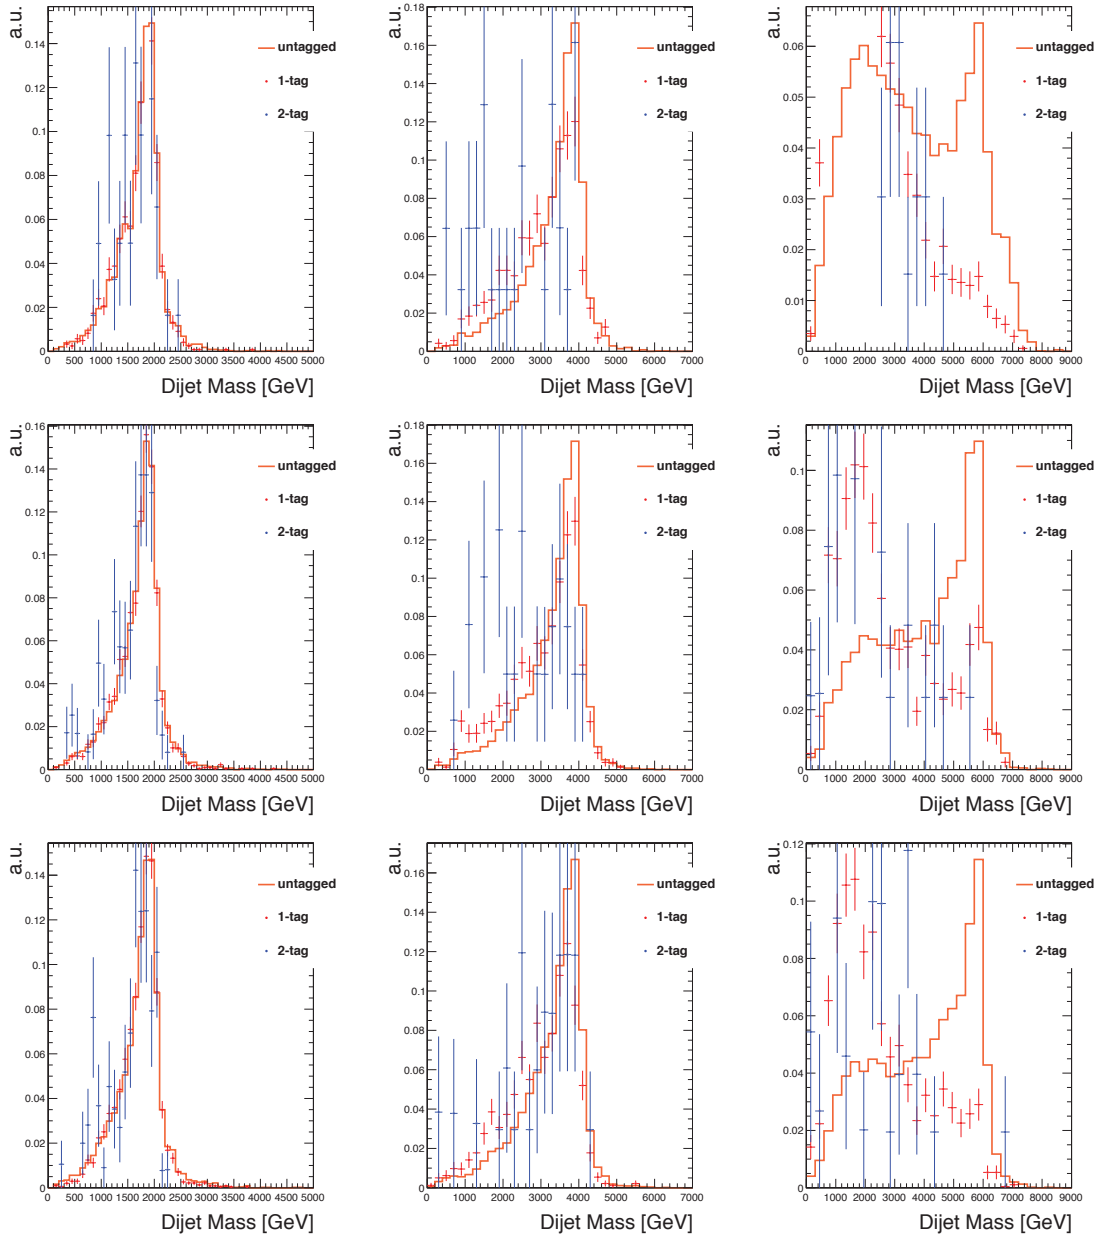 a.u.
untagged
1-tag
2-tag
0.14
0.12
0.1
0.08
0.06
0.04
0.02
0
0 500 1000 1500 2000 2500 3000 3500 4000 4500 5000
Dijet Mass [GeV]
a.u.
untagged
1-tag
2-tag
0.18
0.16
0.14
0.12
0.1
0.08
0.06
0.04
0.02
0
0 1000 2000 3000 4000 5000 6000 7000
Dijet Mass [GeV]
a.u.
untagged
1-tag
2-tag
0.06
0.05
0.04
0.03
0.02
0.01
0
0 1000 2000 3000 4000 5000 6000 7000 8000 9000
Dijet Mass [GeV]
a.u.
untagged
1-tag
2-tag
0.16
0.14
0.12
0.1
0.08
0.06
0.04
0.02
0
0 500 1000 1500 2000 2500 3000 3500 4000 4500 5000
Dijet Mass [GeV]
a.u.
untagged
1-tag
2-tag
0.18
0.16
0.14
0.12
0.1
0.08
0.06
0.04
0.02
0
0 1000 2000 3000 4000 5000 6000 7000
Dijet Mass [GeV]
a.u.
untagged
1-tag
2-tag
0.1
0.08
0.06
0.04
0.02
0
0 1000 2000 3000 4000 5000 6000 7000 8000 9000
Dijet Mass [GeV]
a.u.
untagged
1-tag
2-tag
0.14
0.12
0.1
0.08
0.06
0.04
0.02
0
0 500 1000 1500 2000 2500 3000 3500 4000 4500 5000
Dijet Mass [GeV]
a.u.
untagged
1-tag
2-tag
0.16
0.14
0.12
0.1
0.08
0.06
0.04
0.02
0
0 1000 2000 3000 4000 5000 6000 7000
Dijet Mass [GeV]
a.u.
untagged
1-tag
2-tag
0.12
0.1
0.08
0.06
0.04
0.02
0
0 1000 2000 3000 4000 5000 6000 7000 8000 9000
Dijet Mass [GeV]